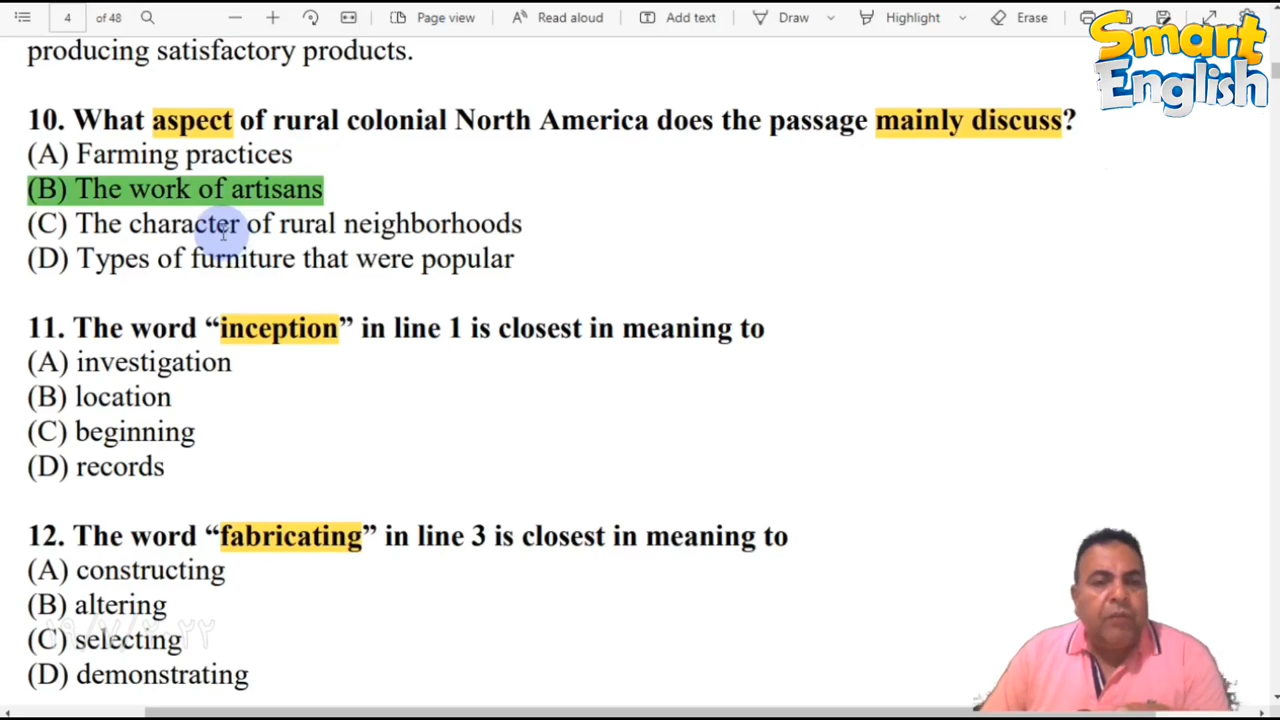 4 of 48 Page view Read aloud Add text Draw Highlight Erase
Smart
English
producing satisfactory products.
10. What aspect of rural colonial North America does the passage mainly discuss?
(A) Farming practices
(B) The work of artisans
(C) The character of rural neighborhoods
(D) Types of furniture that were popular
11. The word “inception” in line 1 is closest in meaning to
(A) investigation
(B) location
(C) beginning
(D) records
12. The word “fabricating” in line 3 is closest in meaning to
(A) constructing
(B) altering
(C) selecting
(D) demonstrating